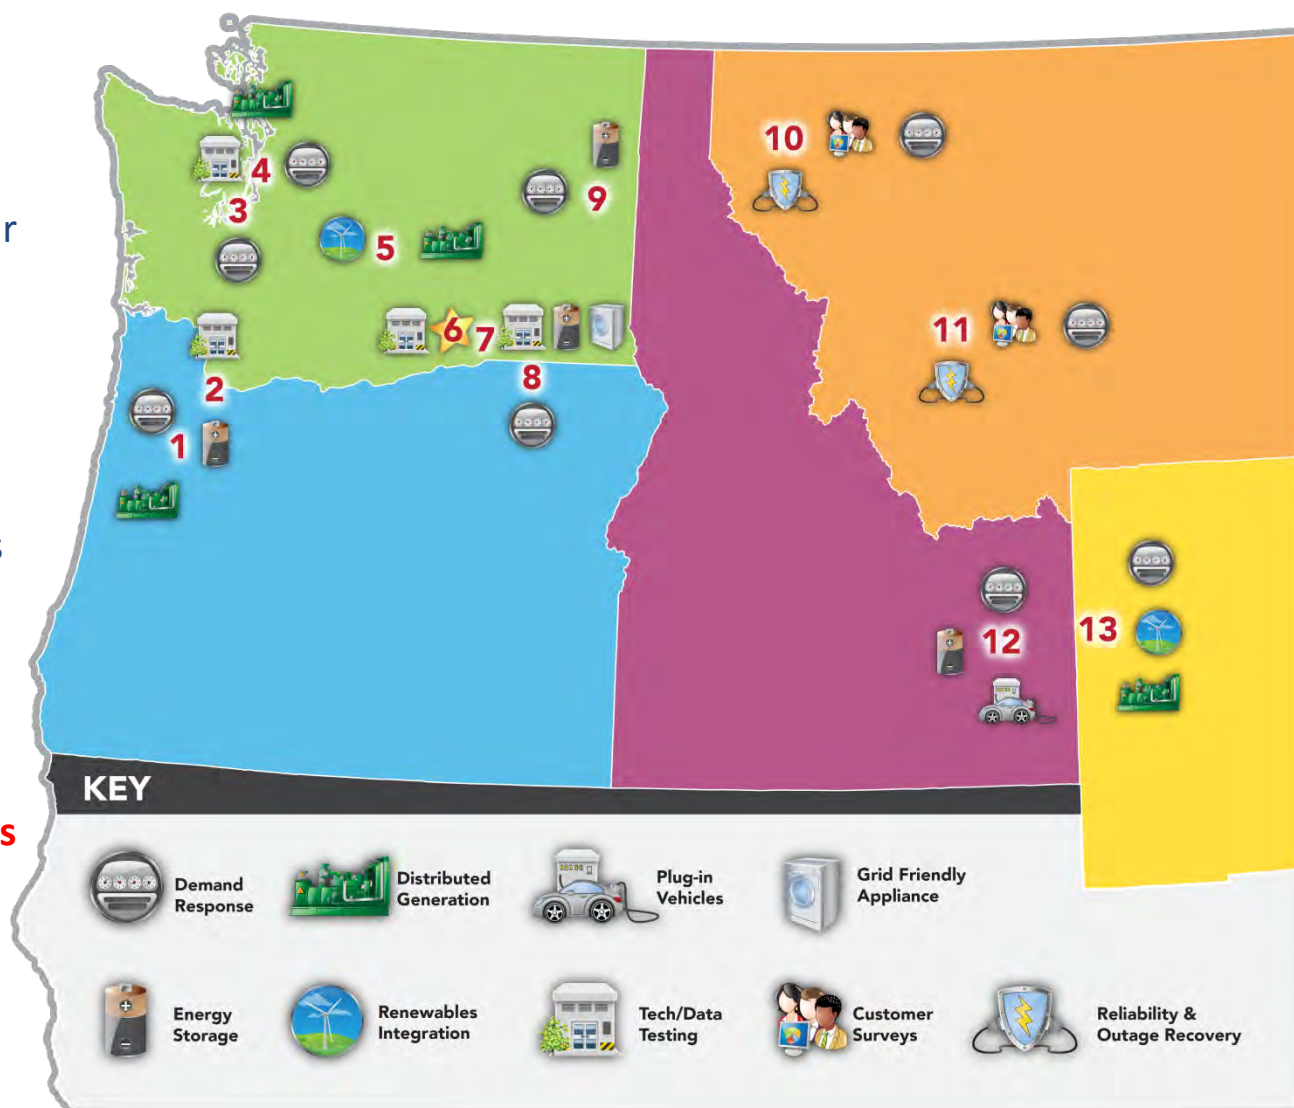 4
3
r
10
9
5
11
6
7
8
2
1
s
12
13
KEY
s
Demand
Response
Distributed
Generation
Plug-in
Vehicles
Grid Friendly
Appliance
Energy
Storage
Renewables
Integration
Tech/Data
Testing
Customer
Surveys
Reliability &
Outage Recovery